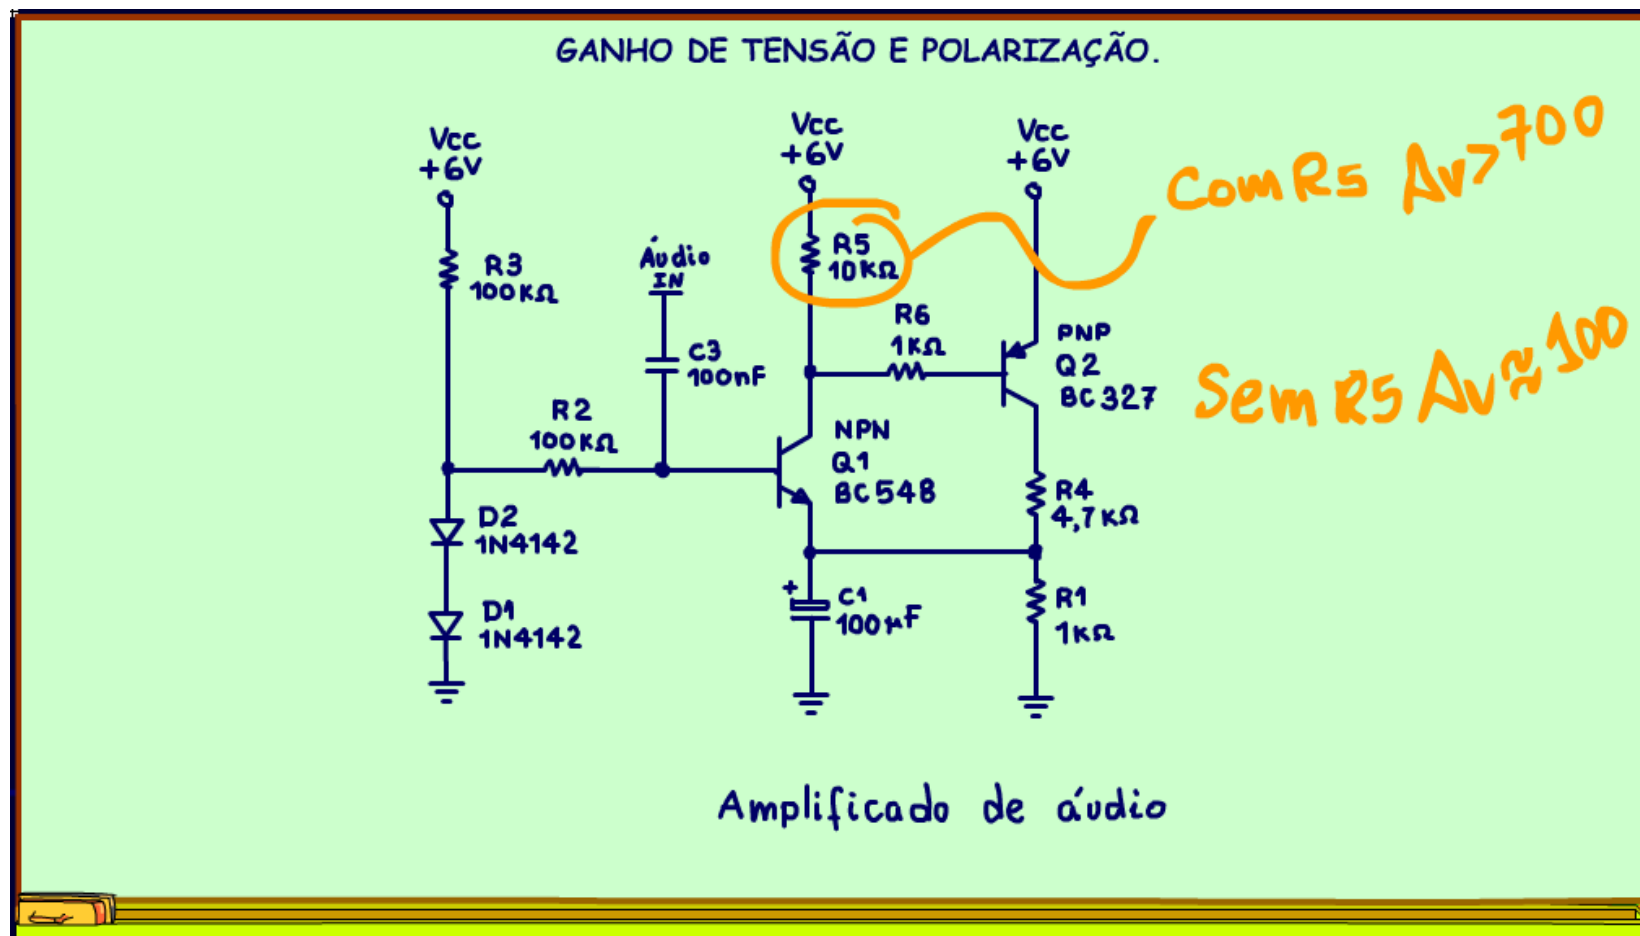 GANHO DE TENSÃO E POLARIZAÇÃO.
Vcc
+6V
Vcc
+6V
Vcc
+6V
Com R5 Av>700
R3
100KΩ
Áudio
IN
R5
10KΩ
C3
100nF
R6
1KΩ
PNP
Q2
BC327
Sem R5 Av≈100
R2
100KΩ
NPN
Q1
BC548
D2
1N4142
R4
4,7KΩ
D1
1N4142
+
C1
100µF
R1
1KΩ
Amplificado de áudio